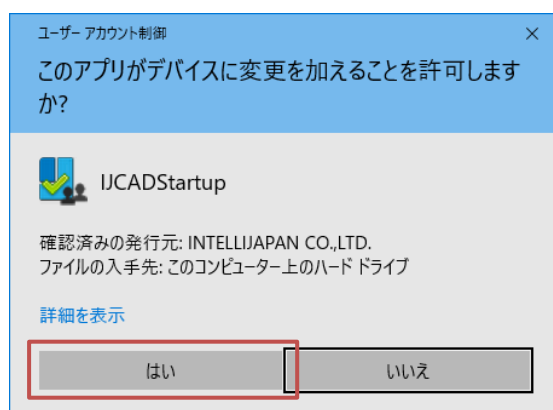 ユーザー アカウント制御
このアプリがデバイスに変更を加えることを許可します
か?
IJCADStartup
確認済みの発行元: INTELLIJAPAN CO.,LTD.
ファイルの入手先: このコンピューター上のハード ドライブ
詳細を表示
はい
いいえ